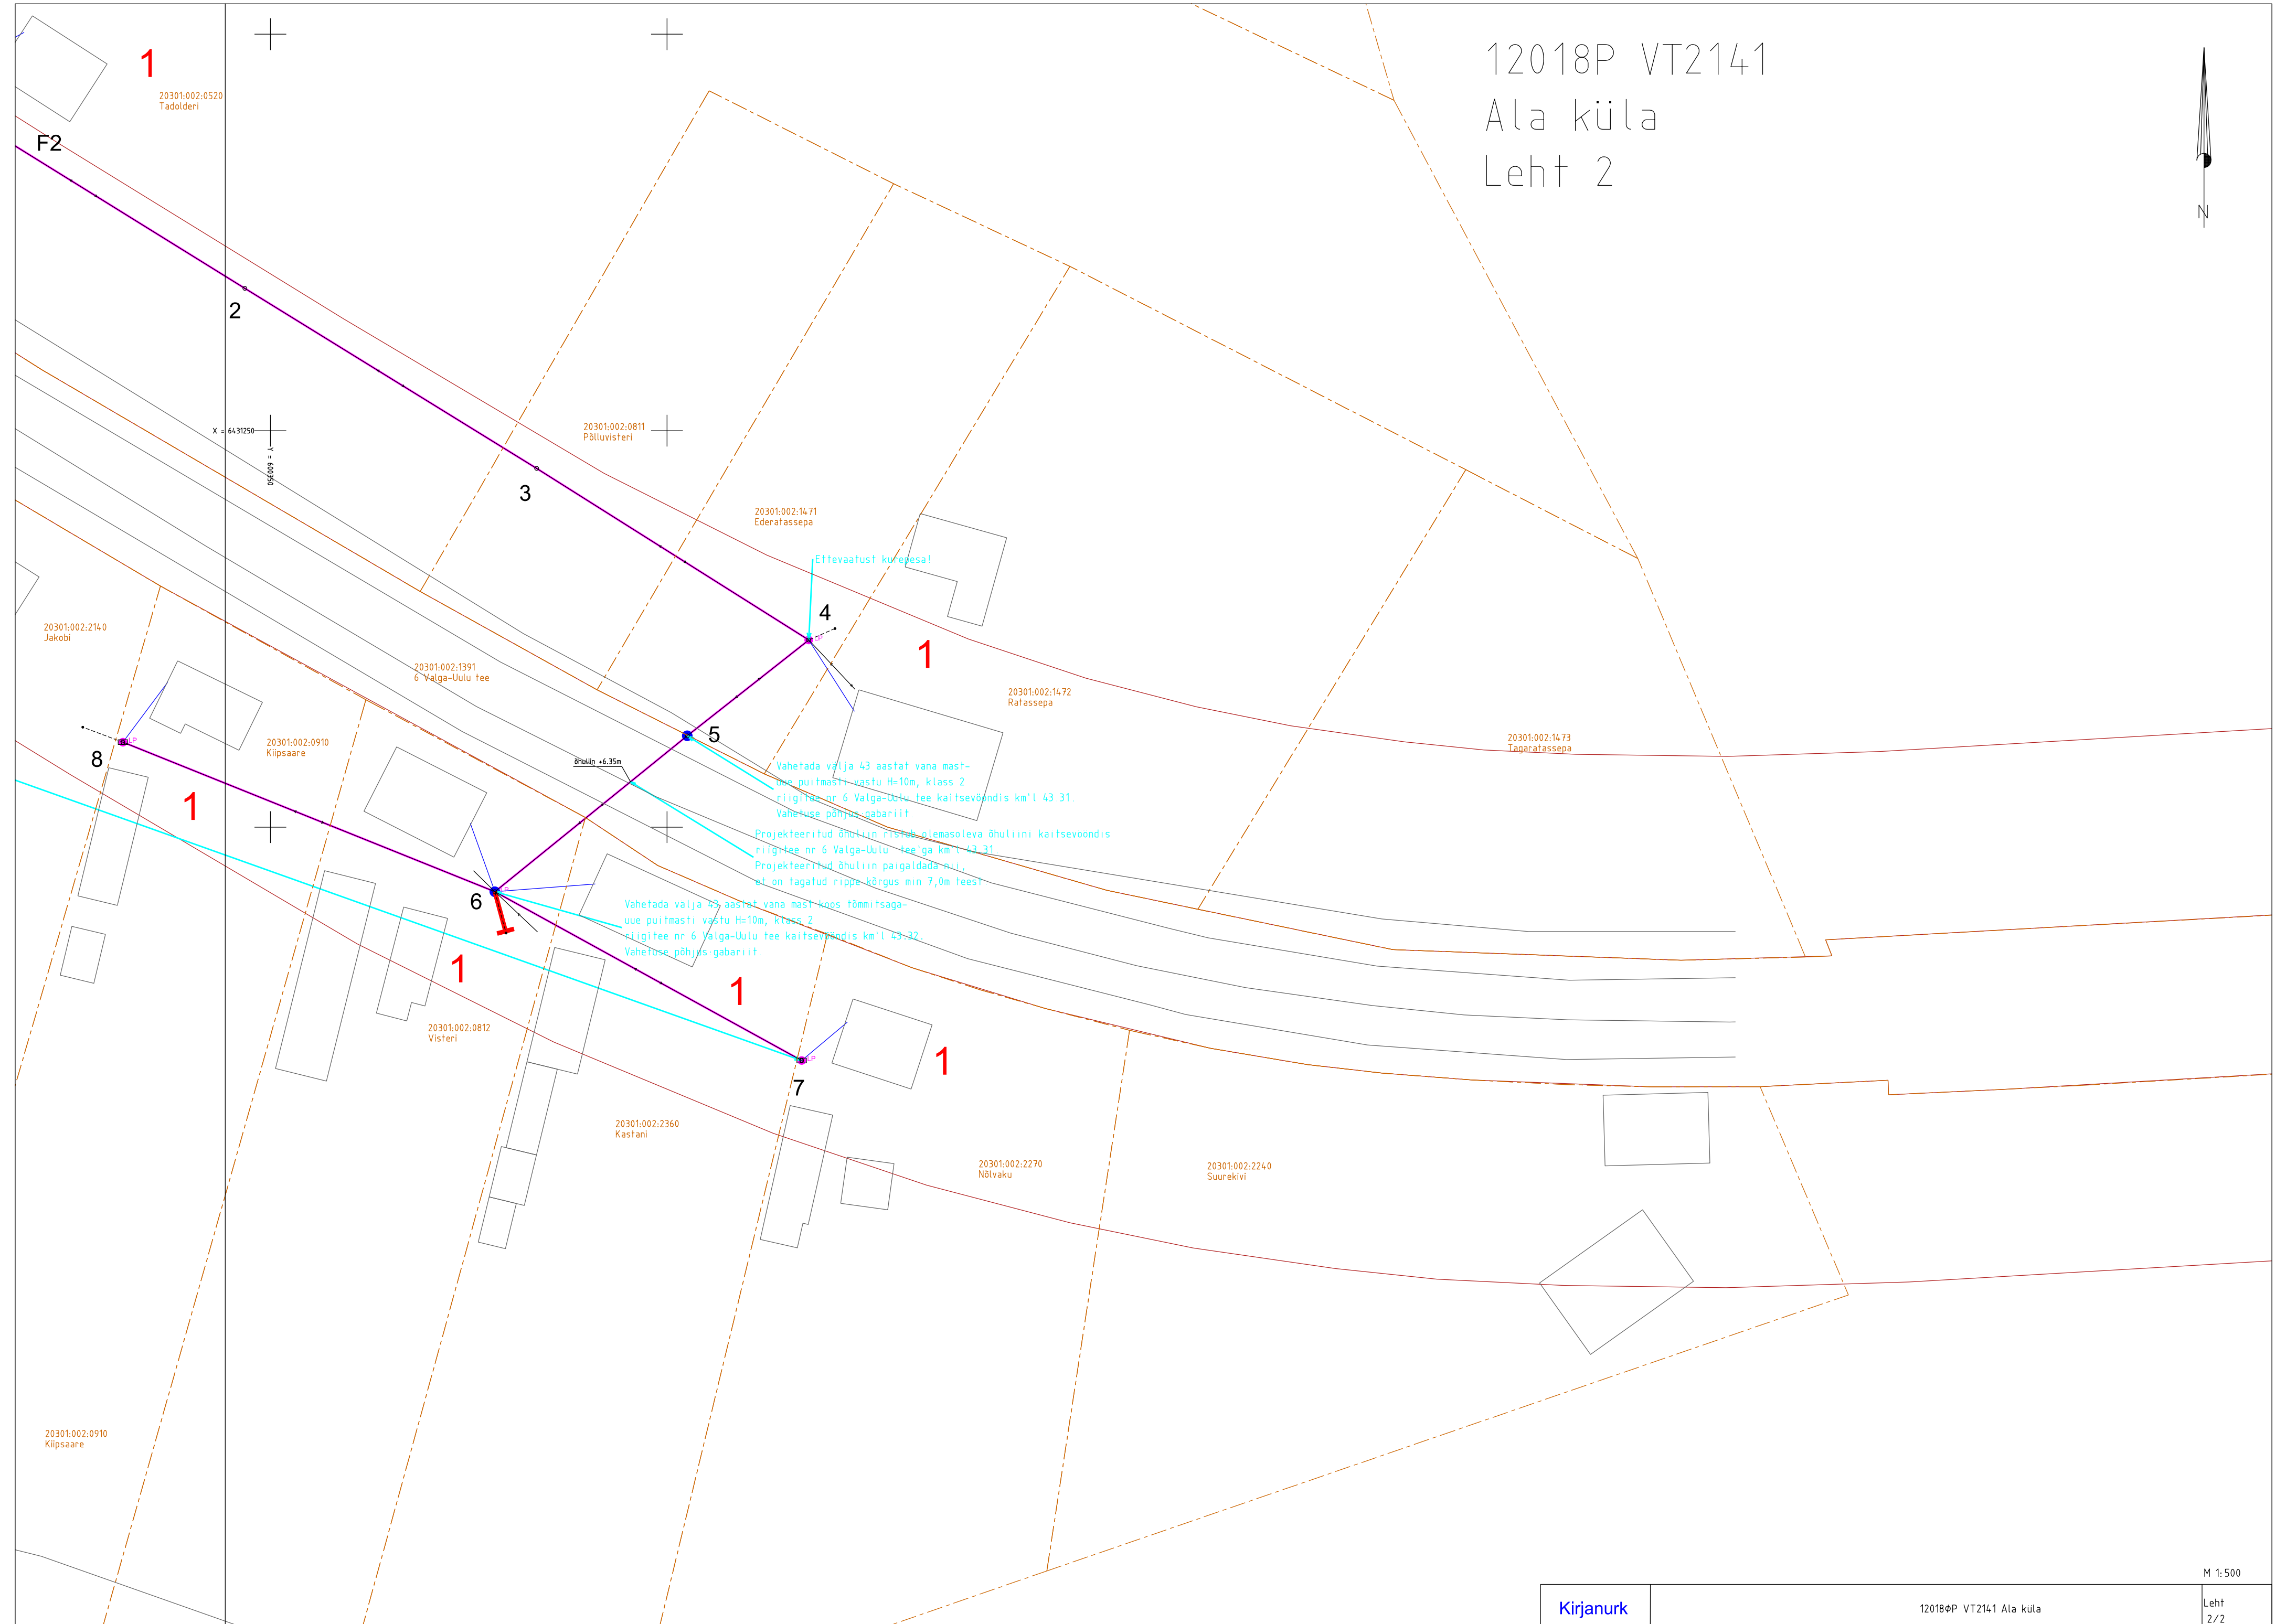 12018P VT2141
Ala küla
Leht 2
N
1
20301:002:0520
Tadolderi
F2
2
X = 6431250
Y = 600350
20301:002:0811
Põlluvisteri
3
20301:002:1471
Ederatassepa
Ettevaatust kurepesa!
4
LP
1
20301:002:2140
Jakobi
20301:002:1391
6 Valga-Uulu tee
20301:002:1472
Ratassepa
20301:002:1473
Tagaratassepa
5
LP
8
20301:002:0910
Kiipsaare
õhuliin +6.35m
1
Vahetada välja 43 aastat vana mast-
uue puitmasti vastu H=10m, klass 2
riigitee nr 6 Valga-Uulu tee kaitsevööndis km'l 43.31.
Vahetuse põhjus:gabariit
Projekteeritud õhuliin ristub olemasoleva õhuliini kaitsevööndis
riigitee nr 6 Valga-Uulu tee'ga km'l 43.31.
Projekteeritud õhuliin paigaldada nii,
et on tagatud rippe kõrgus min 7,0m teest
6
LP
Vahetada välja 43 aastat vana mast koos tõmmitsaga-
uue puitmasti vastu H=10m, klass 2
riigitee nr 6 Valga-Uulu tee kaitsevööndis km'l 43.32.
Vahetuse põhjus:gabariit
1
1
20301:002:0812
Visteri
LP
1
7
20301:002:2360
Kastani
20301:002:2270
Nõlvaku
20301:002:2240
Suurekivi
20301:002:0910
Kiipsaare
M 1:500
Kirjanurk
12018ΦP VT2141 Ala küla
Leht
2/2